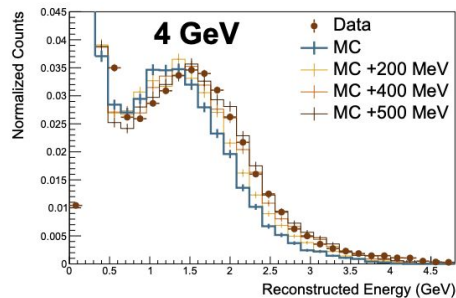 4 GeV
Data
MC
MC +200 MeV
MC +400 MeV
MC +500 MeV
Normalized Counts
0.045
0.04
0.035
0.03
0.025
0.02
0.015
0.01
0.005
0
0 0.5 1 1.5 2 2.5 3 3.5 4 4.5
Reconstructed Energy (GeV)